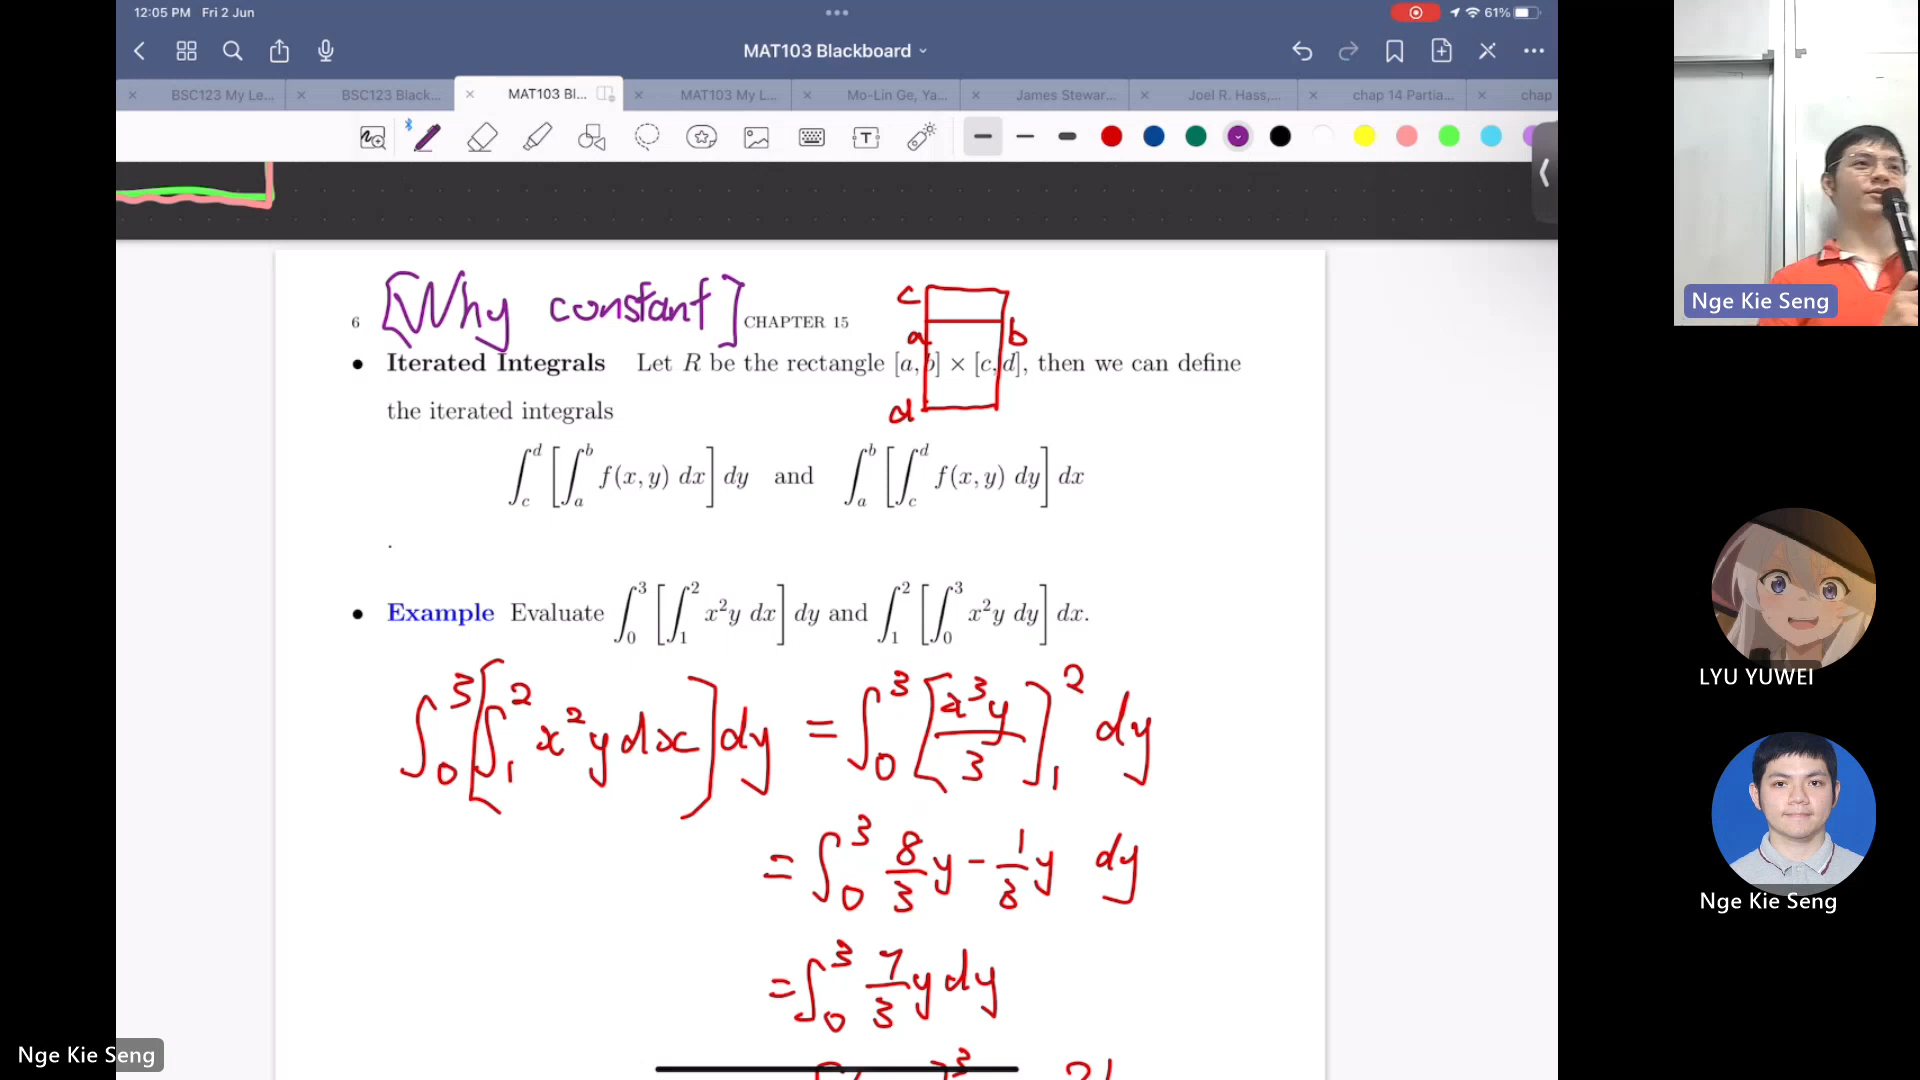 12:05 PM Fri 2 Jun
61%
MAT103 Blackboard
BSC123 My Le...
BSC123 Black...
MAT103 Bl...
MAT103 My L...
Mo-Lin Ge, Ya...
James Stewar...
Joel R. Hass,...
chap 14 Partia...
chap
[Why constant]
6 CHAPTER 15
c
a b
d
• Iterated Integrals Let R be the rectangle [a, b] × [c, d], then we can define
the iterated integrals
∫_c^d [∫_a^b f(x, y) dx] dy and ∫_a^b [∫_c^d f(x, y) dy] dx
.
• Example Evaluate ∫_0^3 [∫_1^2 x²y dx] dy and ∫_1^2 [∫_0^3 x²y dy] dx.
∫_0^3 [∫_1^2 x²y dx] dy = ∫_0^3 [x³y/3]_1^2 dy
= ∫_0^3 8/3 y - 1/3 y dy
= ∫_0^3 7/3 y dy
Nge Kie Seng
LYU YUWEI
Nge Kie Seng
Nge Kie Seng